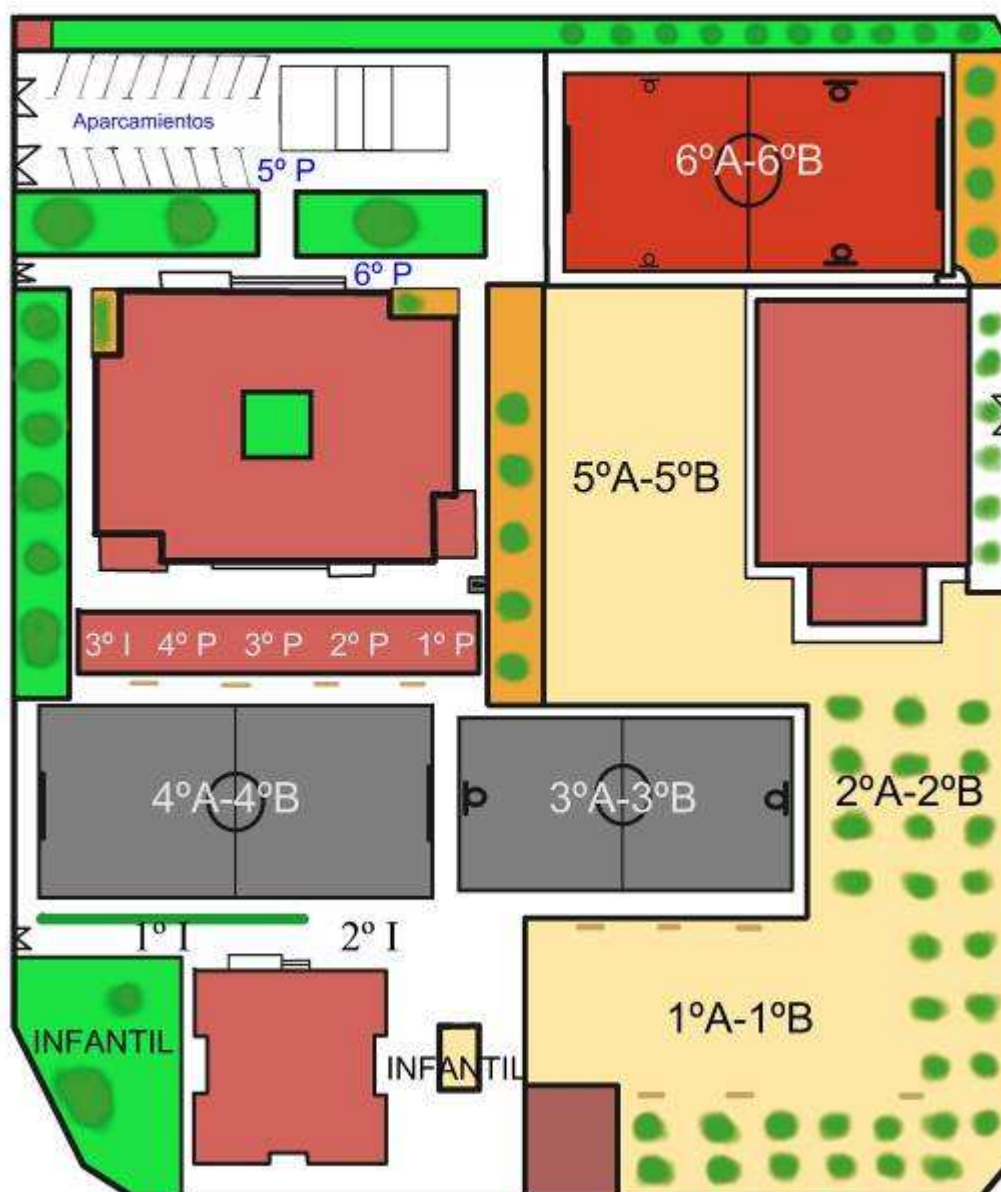 Aparcamientos
6ºA-6ºB
5º P
6º P
5ºA-5ºB
3º I 4º P 3º P 2º P 1º P
4ºA-4ºB
3ºA-3ºB
2ºA-2ºB
1º I
2º I
1ºA-1ºB
INFANTIL
INFANTIL